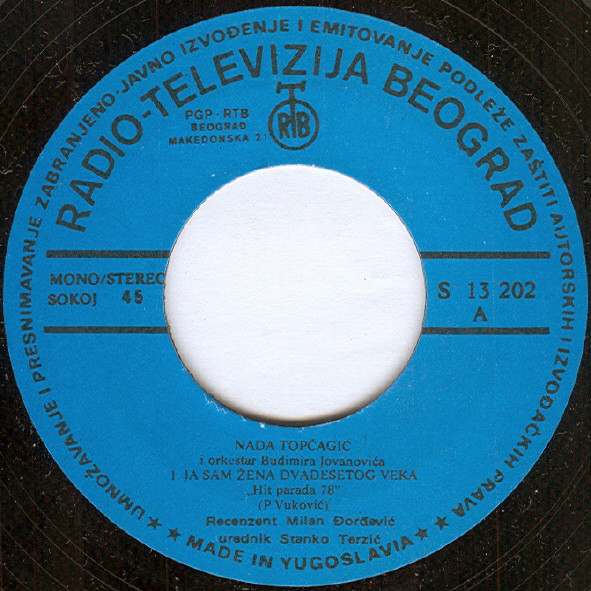 UMNOŽAVANJE I PRESNIMAVANJE ZABRANJENO·JAVNO IZVOĐENJE I EMITOVANJE PODLEŽE ZAŠTITI AIJTORSKIH I IZVOĐAČKIH PRAVA
RADIO-TELEVIZIJA BEOGRAD
PGP-RTB
BEOGRAD
MAKEDONSKA 21
RTB
MONO/STEREO
SOKOJ 45
S 13 202
A
NADA TOPČAGIĆ
i orkestar Budimira Jovanovića
1. JA SAM ŽENA DVADESETOG VEKA
„Hit parada 78"
(P.Vuković)
Recenzent Milan Đorđević
urednik Stanko Terzić
MADE IN YUGOSLAVIA